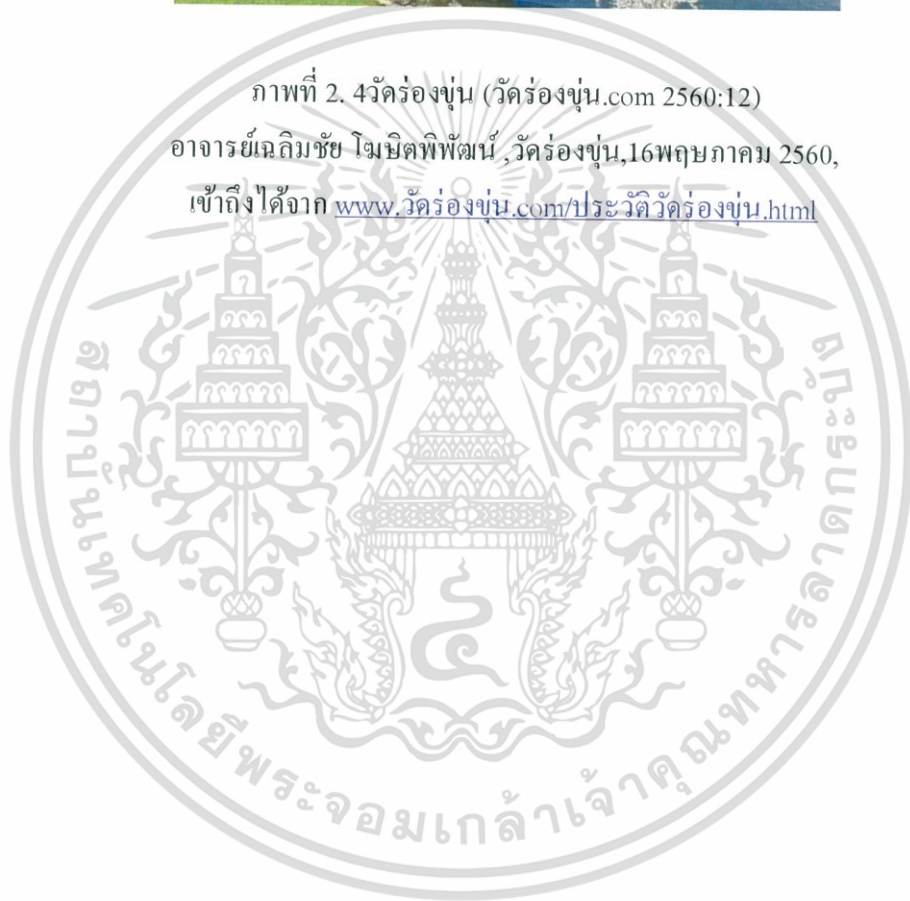 ภาพที่ 2. 4วัดร่องขุ่น (วัดร่องขุ่น.com 2560:12)
อาจารย์เฉลิมชัย โฆษิตพิพัฒน์ ,วัดร่องขุ่น,16พฤษภาคม 2560,
เข้าถึงได้จาก www.วัดร่องขุ่น.com/ประวัติวัดร่องขุ่น.html
สถาบันเทคโนโลยีพระจอมเกล้าเจ้าคุณทหารลาดกระบัง